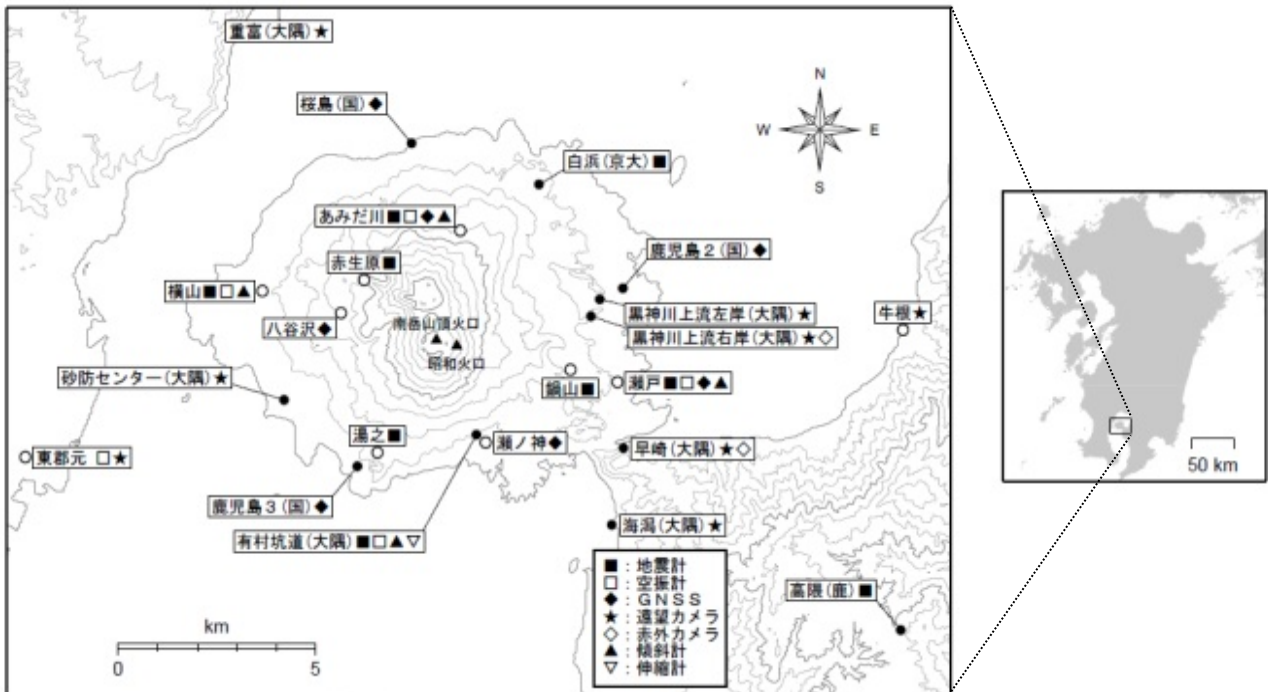 重富(大隅)★
桜島(国)◆
N
W E
S
白浜(京大)■
あみだ川■□◆▲
赤生原■
鹿児島2(国)◆
横山■□▲
黒神川上流左岸(大隅)★
牛根★
八谷沢◆
南岳山頂火口
黒神川上流右岸(大隅)★◇
昭和火口
砂防センター(大隅)★
鍋山■
瀬戸■□◆▲
湯之■
瀬ノ神◆
早崎(大隅)★◇
東郡元 □★
50 km
鹿児島3(国)◆
有村坑道(大隅)■□▲▽
海潟(大隅)★
■:地震計
□:空振計
◆:GNSS
★:遠望カメラ
◇:赤外カメラ
▲:傾斜計
▽:伸縮計
高隈(鹿)■
km
0 5